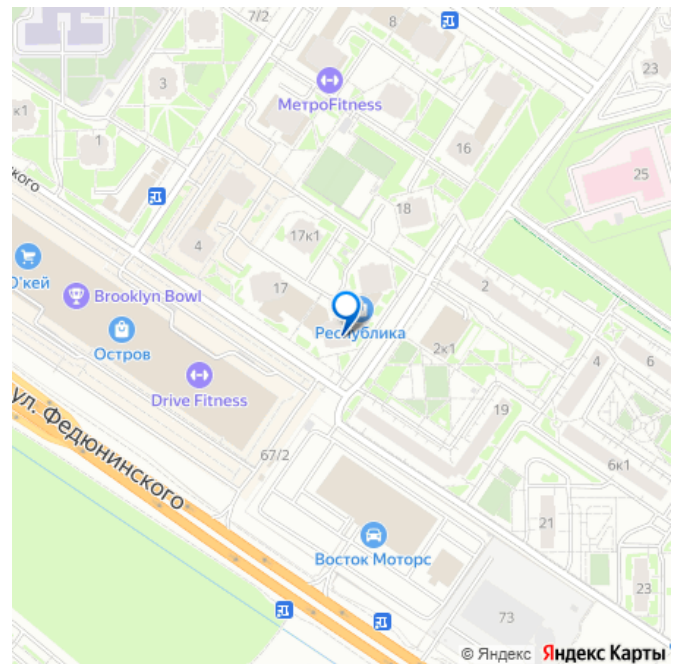 7/2
8
23
МетроFitness
3
к1
1
16
25
ского
18
17к1
4
О'кей
17
2
Brooklyn Bowl
Республика
Остров
2к1
4
6
Drive Fitness
19
ул. Федюнинского
67/2
6к1
21
Восток Моторс
23
73
© Яндекс Яндекс Карты